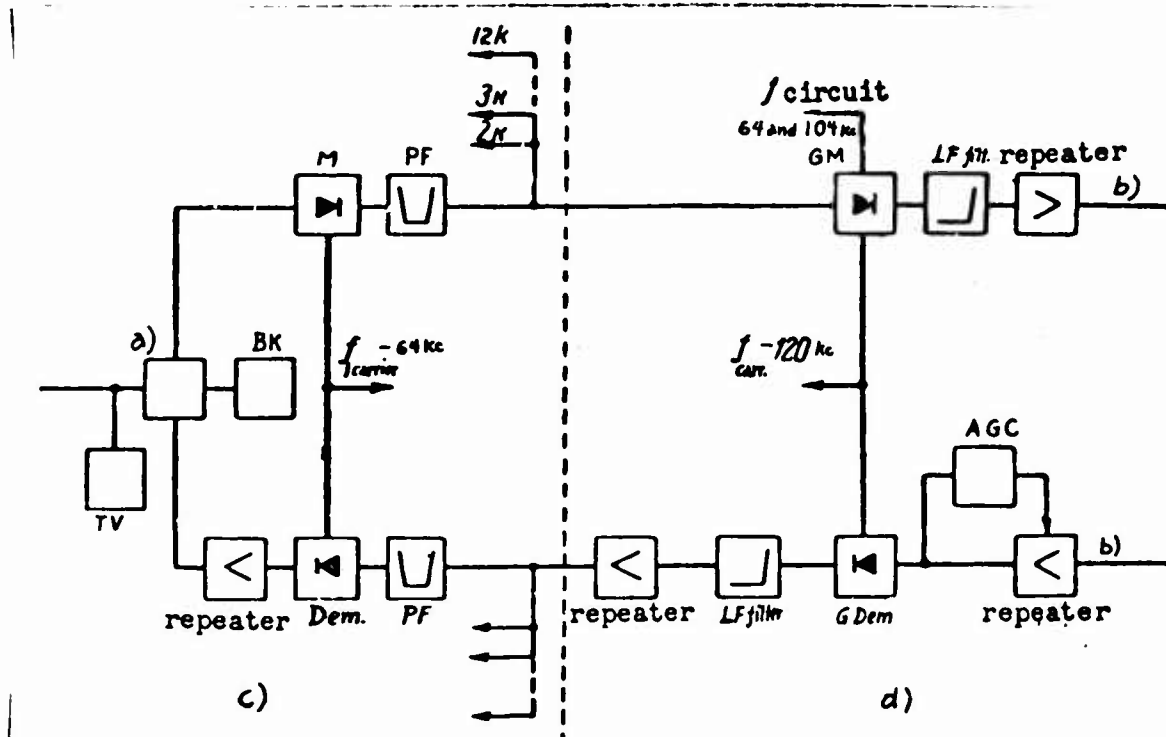 12k
3к
2к
f circuit
64 and 104 kc
GM
LF fil. repeater
b)
M
PF
a)
BK
f -64 kc
carrier
f -120 kc
carr.
AGC
TV
b)
repeater
Dem.
PF
repeater
LF filter
G Dem
repeater
c)
d)